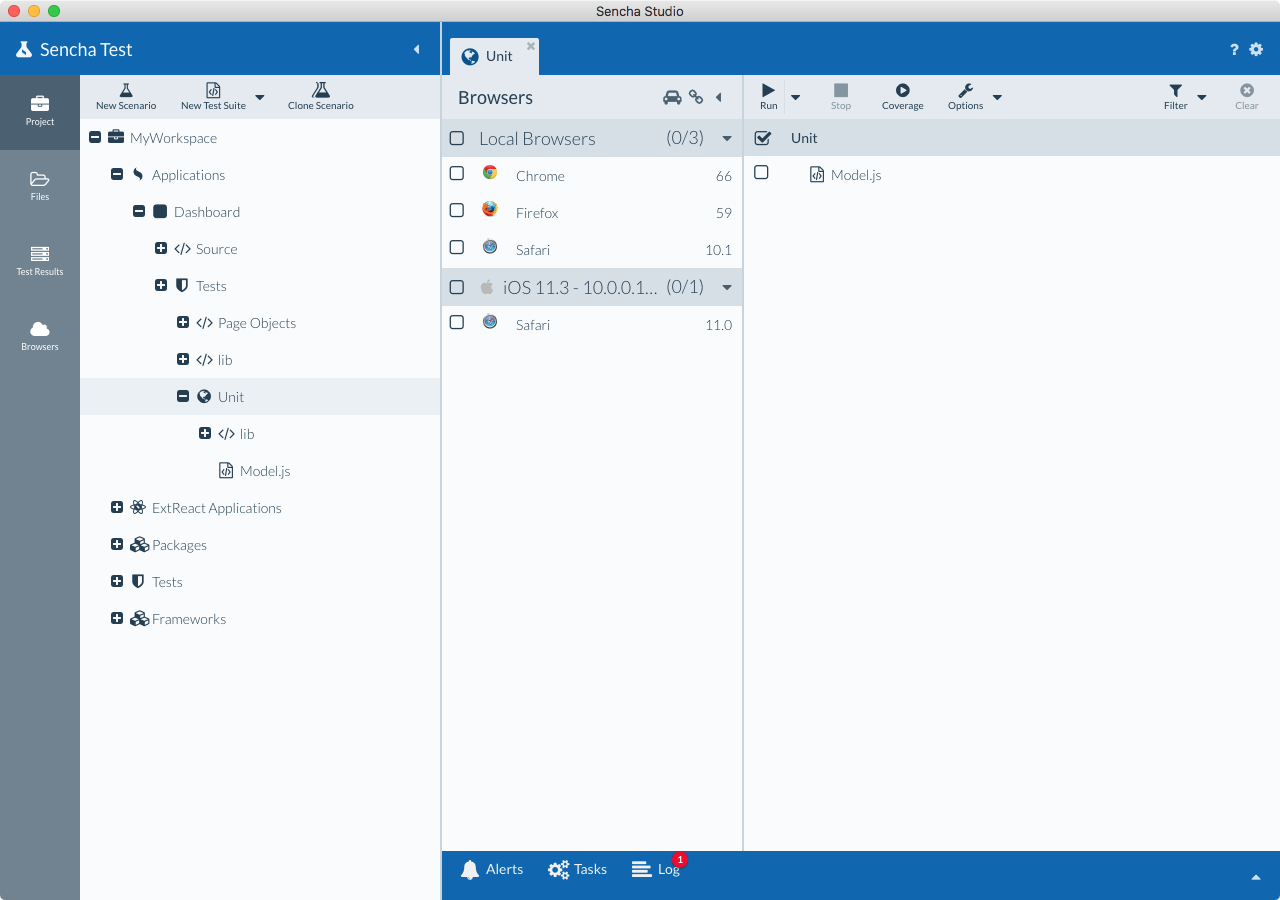 Sencha Studio
Sencha Test
Unit
?
Project
Files
Test Results
Browsers
New Scenario
New Test Suite
Clone Scenario
MyWorkspace
Applications
Dashboard
Source
Tests
Page Objects
lib
Unit
lib
Model.js
ExtReact Applications
Packages
Tests
Frameworks
Browsers
Local Browsers (0/3)
Chrome 66
Firefox 59
Safari 10.1
iOS 11.3 - 10.0.0.1... (0/1)
Safari 11.0
Run
Stop
Coverage
Options
Filter
Clear
Unit
Model.js
Alerts
Tasks
Log
1